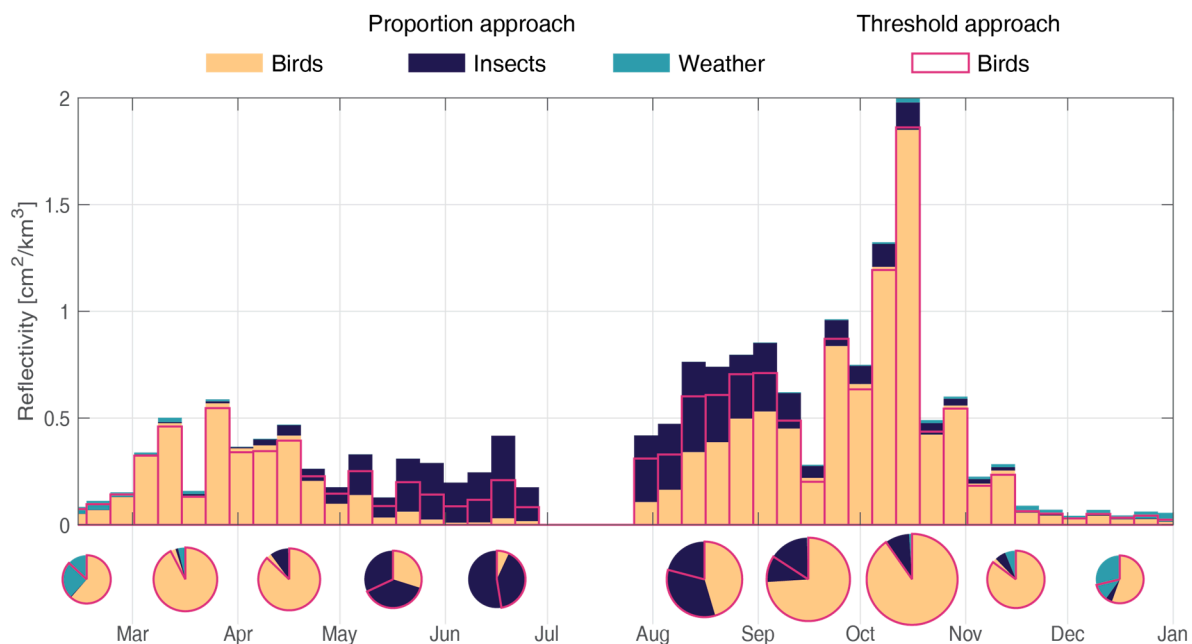 Proportion approach Threshold approach
Birds Insects Weather Birds
2
1.5
1
0.5
0
Reflectivity [cm²/km³]
Mar Apr May Jun Jul Aug Sep Oct Nov Dec Jan